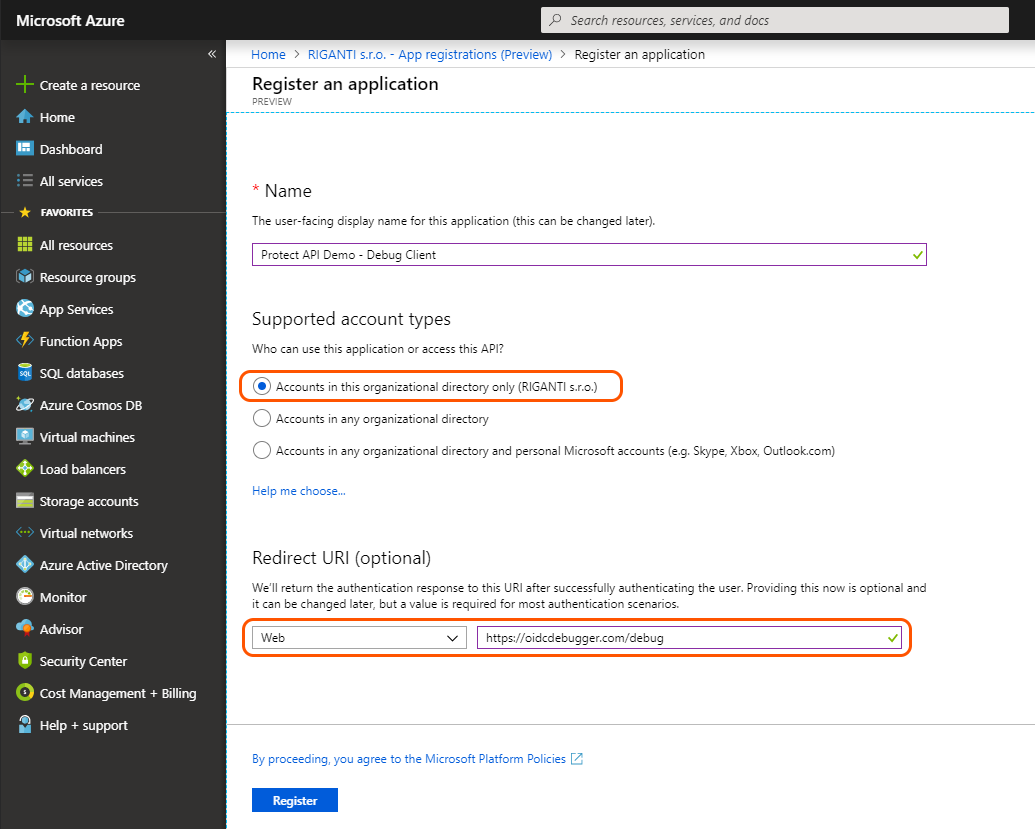 Microsoft Azure
Search resources, services, and docs
«
Create a resource
Home
Dashboard
All services
FAVORITES
All resources
Resource groups
App Services
Function Apps
SQL
SQL databases
Azure Cosmos DB
Virtual machines
Load balancers
Storage accounts
Virtual networks
Azure Active Directory
Monitor
Advisor
Security Center
Cost Management + Billing
Help + support
Home > RIGANTI s.r.o. - App registrations (Preview) > Register an application
Register an application
PREVIEW
* Name
The user-facing display name for this application (this can be changed later).
Protect API Demo - Debug Client
Supported account types
Who can use this application or access this API?
Accounts in this organizational directory only (RIGANTI s.r.o.)
Accounts in any organizational directory
Accounts in any organizational directory and personal Microsoft accounts (e.g. Skype, Xbox, Outlook.com)
Help me choose...
Redirect URI (optional)
We'll return the authentication response to this URI after successfully authenticating the user. Providing this now is optional and
it can be changed later, but a value is required for most authentication scenarios.
Web
https://oidcdebugger.com/debug
By proceeding, you agree to the Microsoft Platform Policies
Register